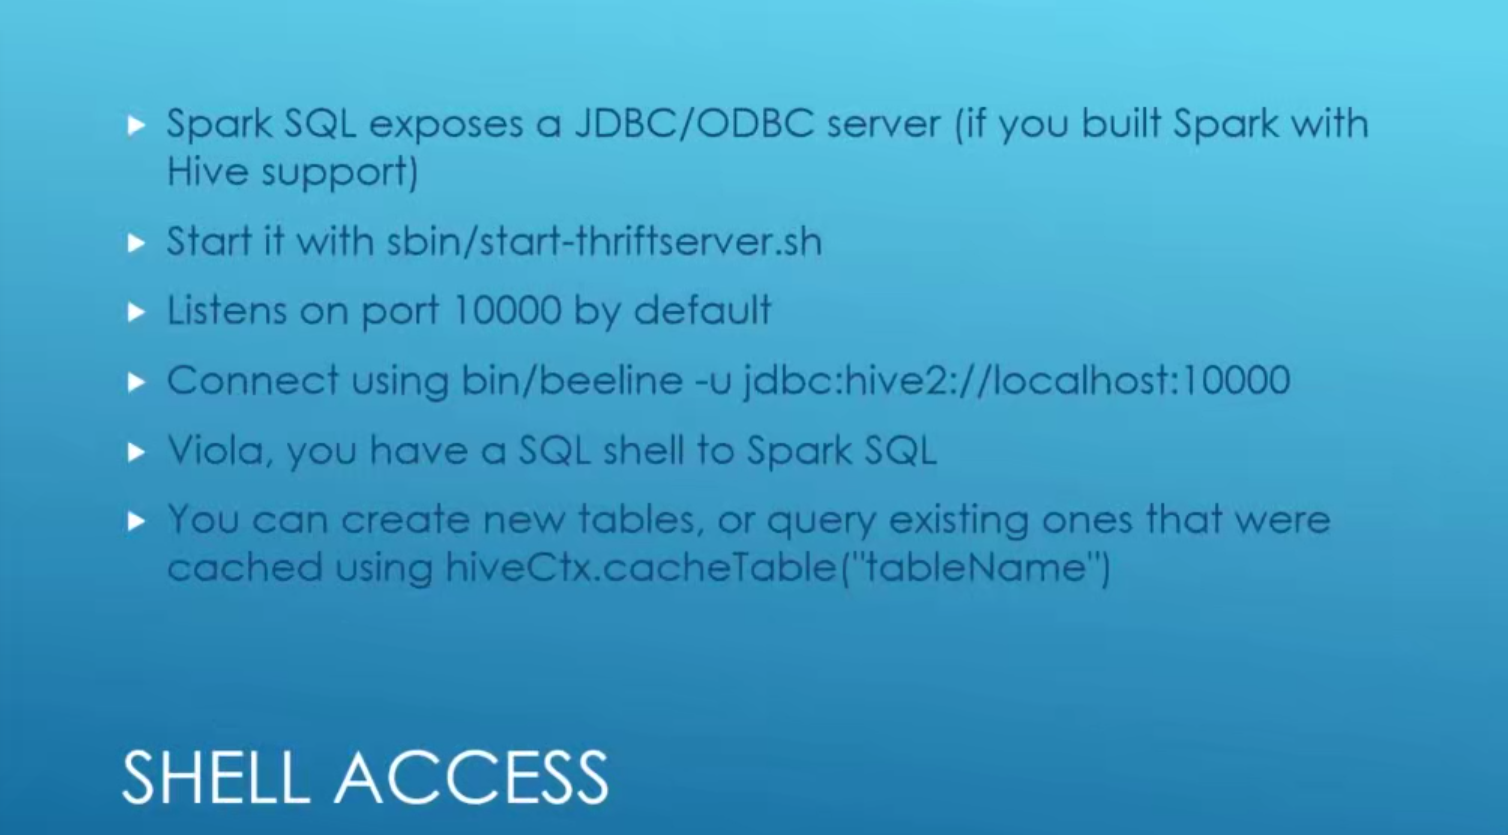 Spark SQL exposes a JDBC/ODBC server (if you built Spark with
Hive support)
Start it with sbin/start-thriftserver.sh
Listens on port 10000 by default
Connect using bin/beeline -u jdbc:hive2://localhost:10000
Viola, you have a SQL shell to Spark SQL
You can create new tables, or query existing ones that were
cached using hiveCtx.cacheTable("tableName")
SHELL ACCESS